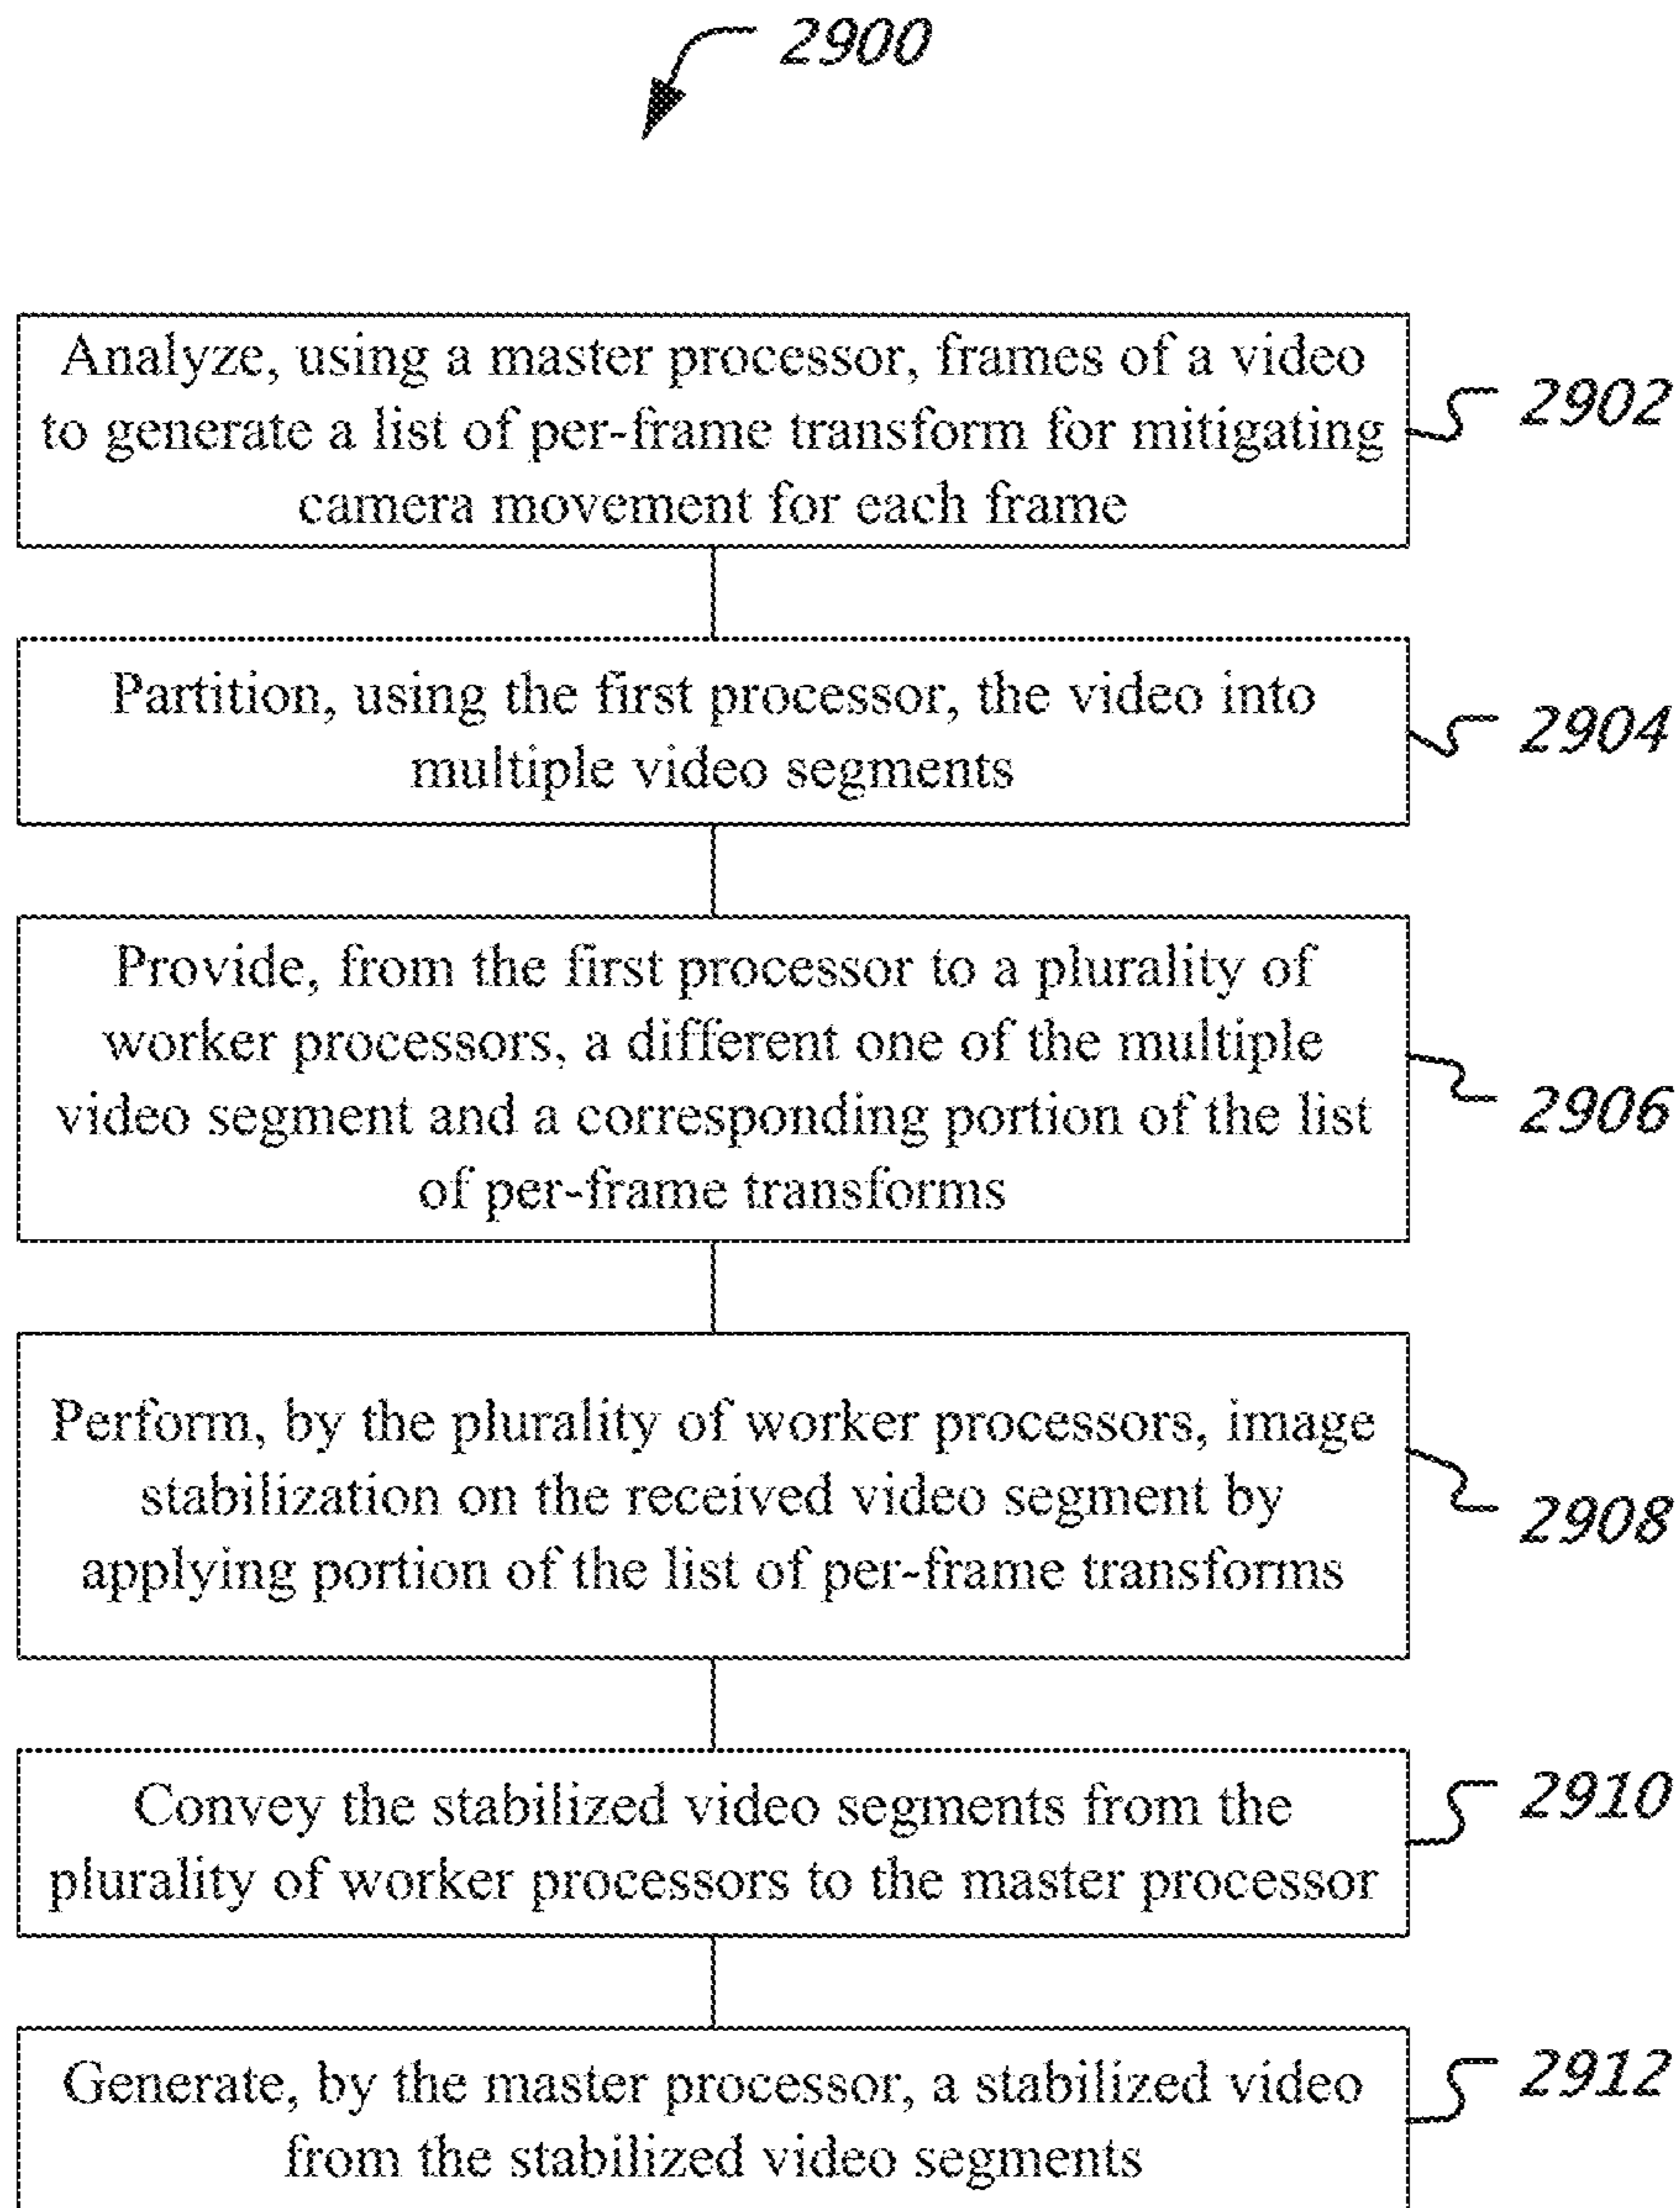 2900
Analyze, using a master processor, frames of a video
to generate a list of per-frame transform for mitigating
camera movement for each frame
2902
Partition, using the first processor, the video into
multiple video segments
2904
Provide, from the first processor to a plurality of
worker processors, a different one of the multiple
video segment and a corresponding portion of the list
of per-frame transforms
2906
Perform, by the plurality of worker processors, image
stabilization on the received video segment by
applying portion of the list of per-frame transforms
2908
Convey the stabilized video segments from the
plurality of worker processors to the master processor
2910
Generate, by the master processor, a stabilized video
from the stabilized video segments
2912